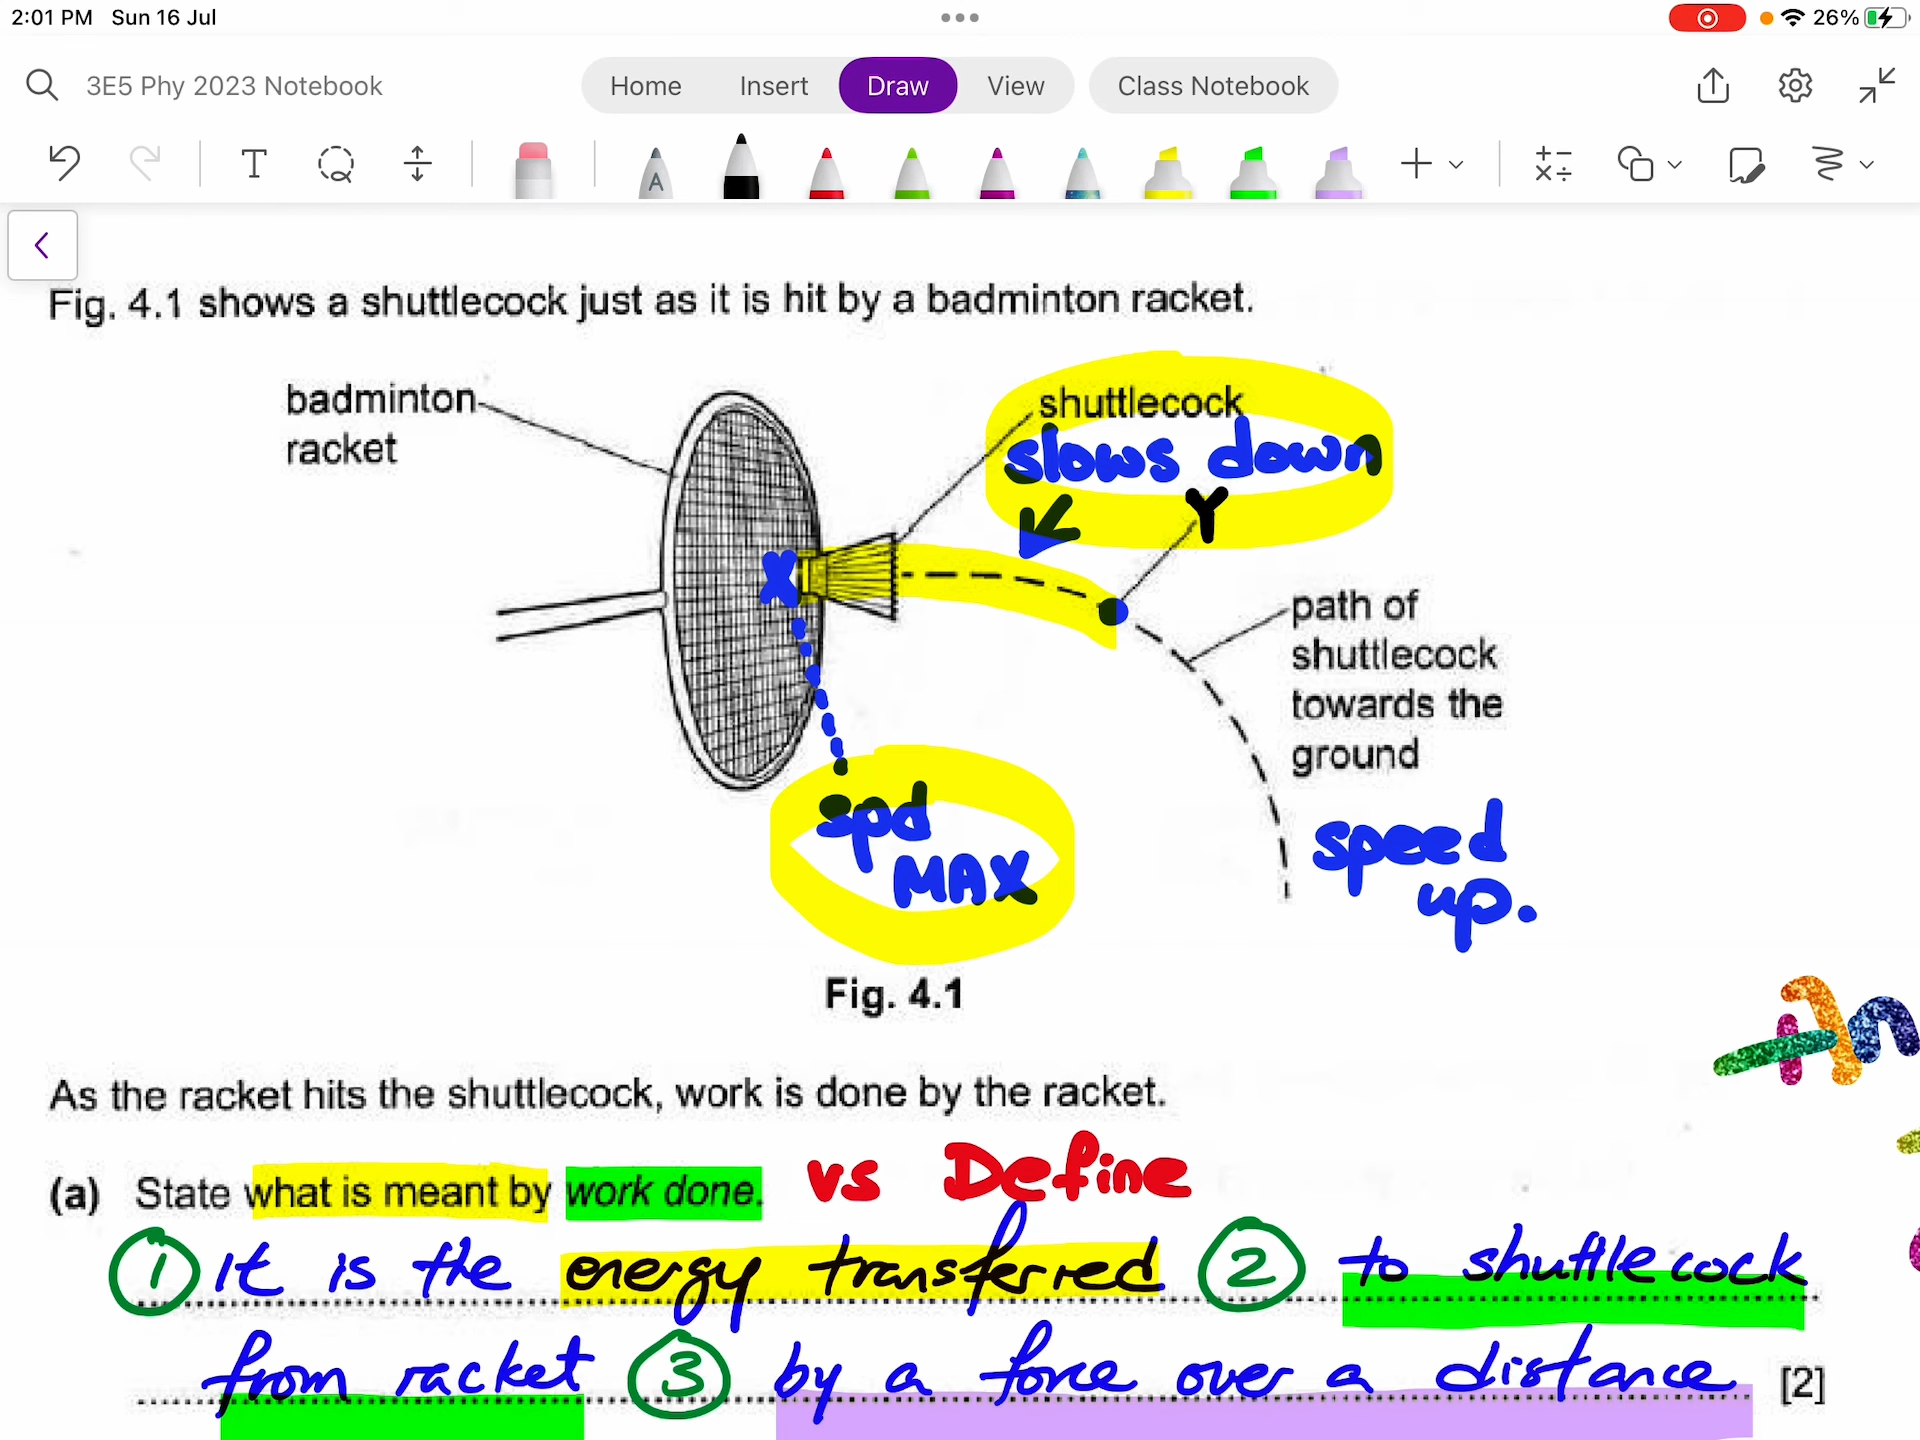 2:01 PM Sun 16 Jul
26%
3E5 Phy 2023 Notebook
Home Insert Draw View Class Notebook
T
A
Fig. 4.1 shows a shuttlecock just as it is hit by a badminton racket.
badminton
racket
shuttlecock
slows down
Y
X
path of
shuttlecock
towards the
ground
spd
MAX
speed
up.
Fig. 4.1
As the racket hits the shuttlecock, work is done by the racket.
(a) State what is meant by work done. vs Define
1 It is the energy transferred 2 to shuttlecock
from racket 3 by a force over a distance [2]